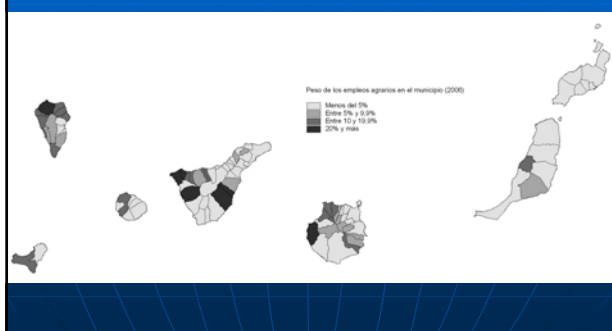 Peso de los empleos agrarios en el municipio (2006)
Menos del 5%
Entre 5% y 9,9%
Entre 10 y 19,9%
20% y más